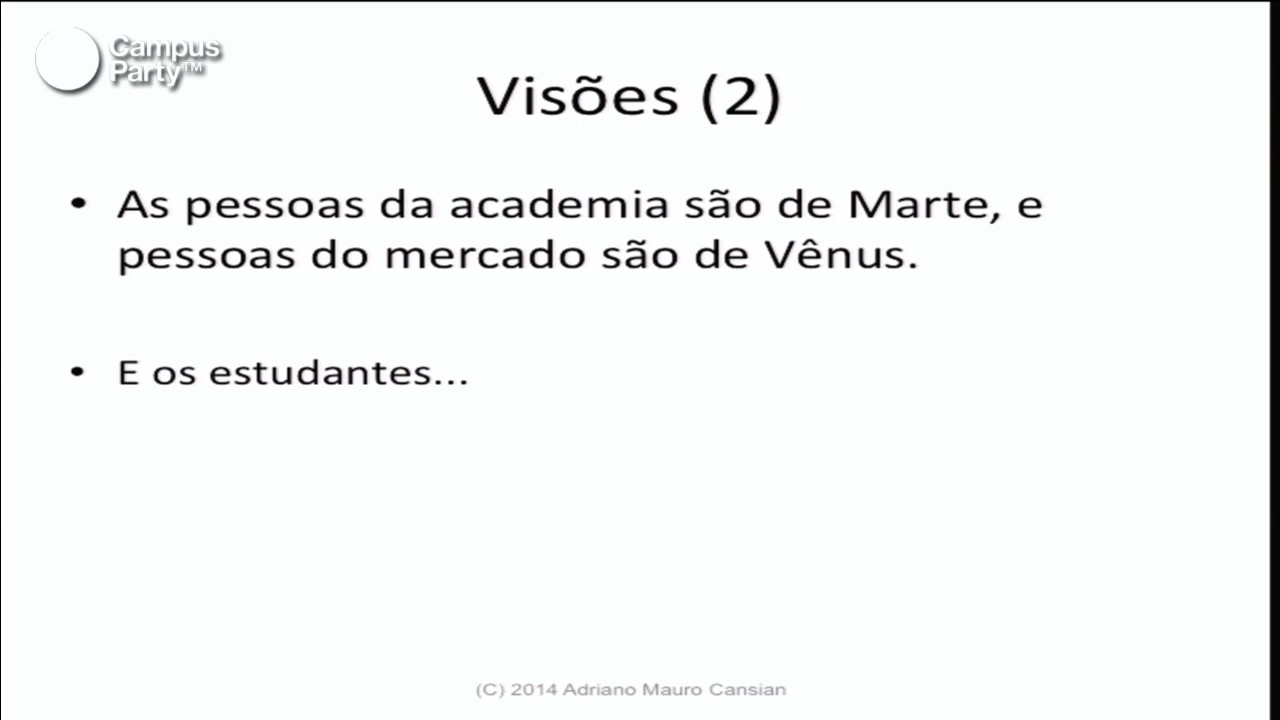 Campus
Party™
Visões (2)
• As pessoas da academia são de Marte, e
pessoas do mercado são de Vênus.
• E os estudantes...
(C) 2014 Adriano Mauro Cansian